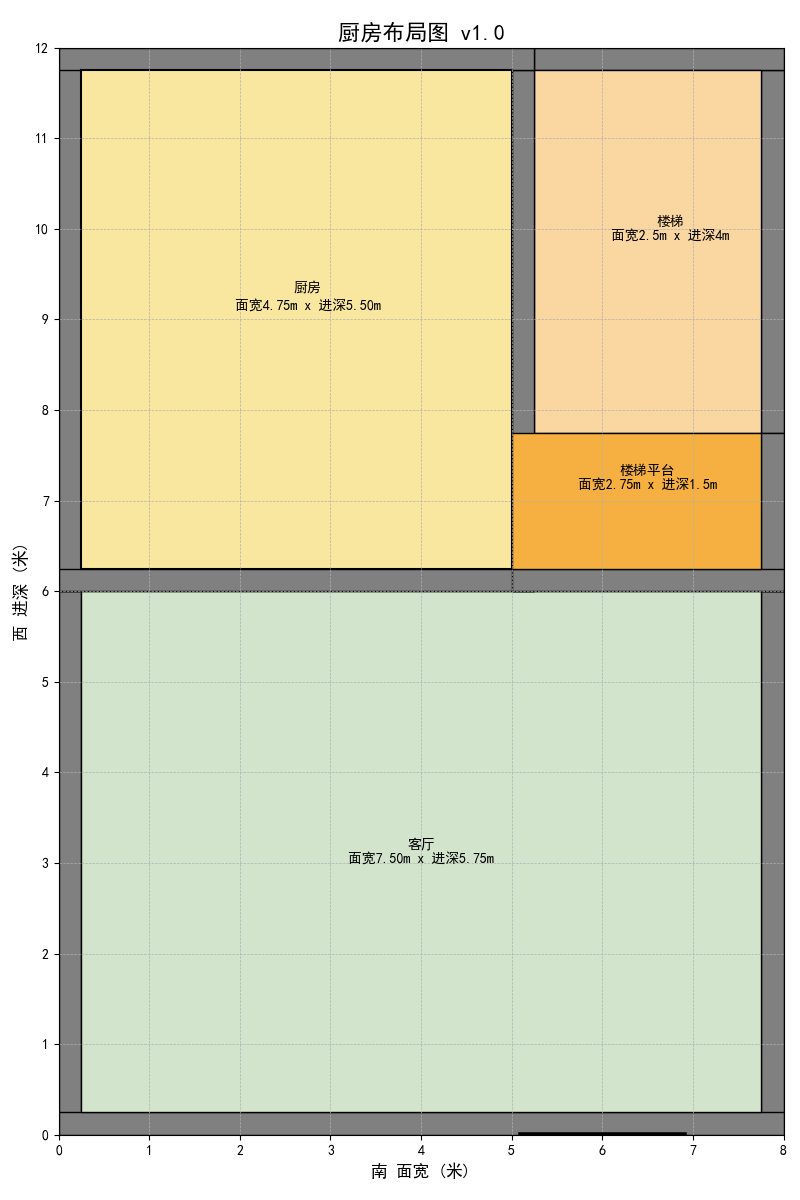 厨房布局图 v1.0
12
11
10
9
8
7
6
5
4
3
2
1
0
西 进深 (米)
楼梯
面宽2.5m x 进深4m
厨房
面宽4.75m x 进深5.50m
楼梯平台
面宽2.75m x 进深1.5m
客厅
面宽7.50m x 进深5.75m
0 1 2 3 4 5 6 7 8
南 面宽 (米)